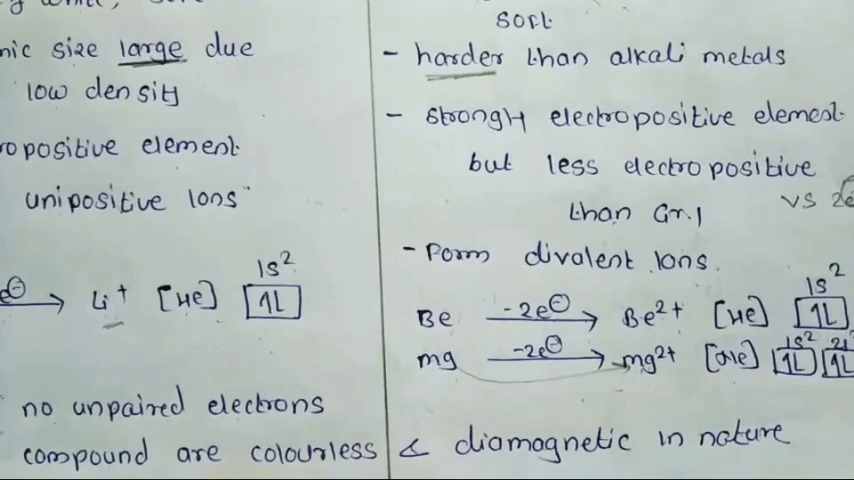 nic size large due
low density
ropositive element
unipositive Ions"
e⊖ → Li+ [He] 1s² 1L
no unpaired electrons
soft
- harder than alkali metals
- strongly electropositive element
but less electropositive
than Gr.1
vs 2e
- Form divalent Ions.
Be -2e⊖ → Be2+ [He] 1s² 1L
mg -2e⊖ → mg2+ [Ne] 1s² 1L 1L
compound are colourless & diamagnetic in nature